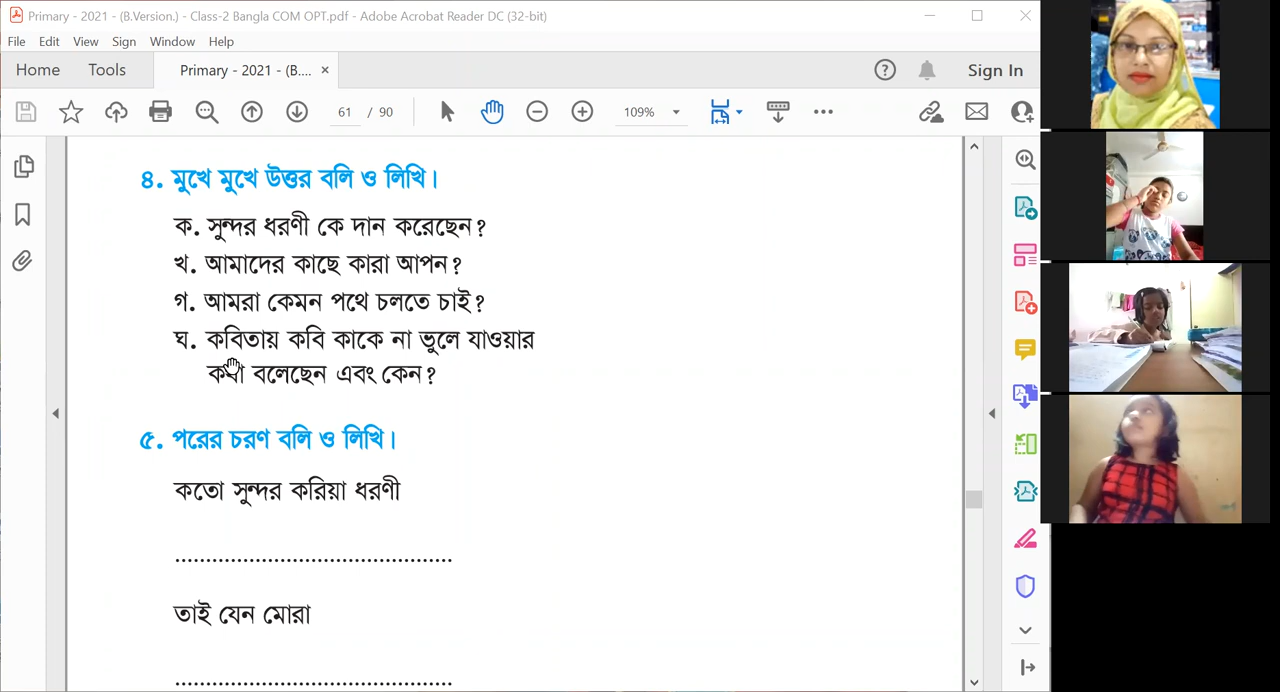 Primary - 2021 - (B.Version.) - Class-2 Bangla COM OPT.pdf - Adobe Acrobat Reader DC (32-bit)
File Edit View Sign Window Help
Home Tools Primary - 2021 - (B.... × Sign In
61 / 90 109%
৪. মুখে মুখে উত্তর বলি ও লিখি।
ক. সুন্দর ধরণী কে দান করেছেন?
খ. আমাদের কাছে কারা আপন?
গ. আমরা কেমন পথে চলতে চাই?
ঘ. কবিতায় কবি কাকে না ভুলে যাওয়ার
কথা বলেছেন এবং কেন?
৫. পরের চরণ বলি ও লিখি।
কতো সুন্দর করিয়া ধরণী
.............................................
তাই যেন মোরা
.............................................